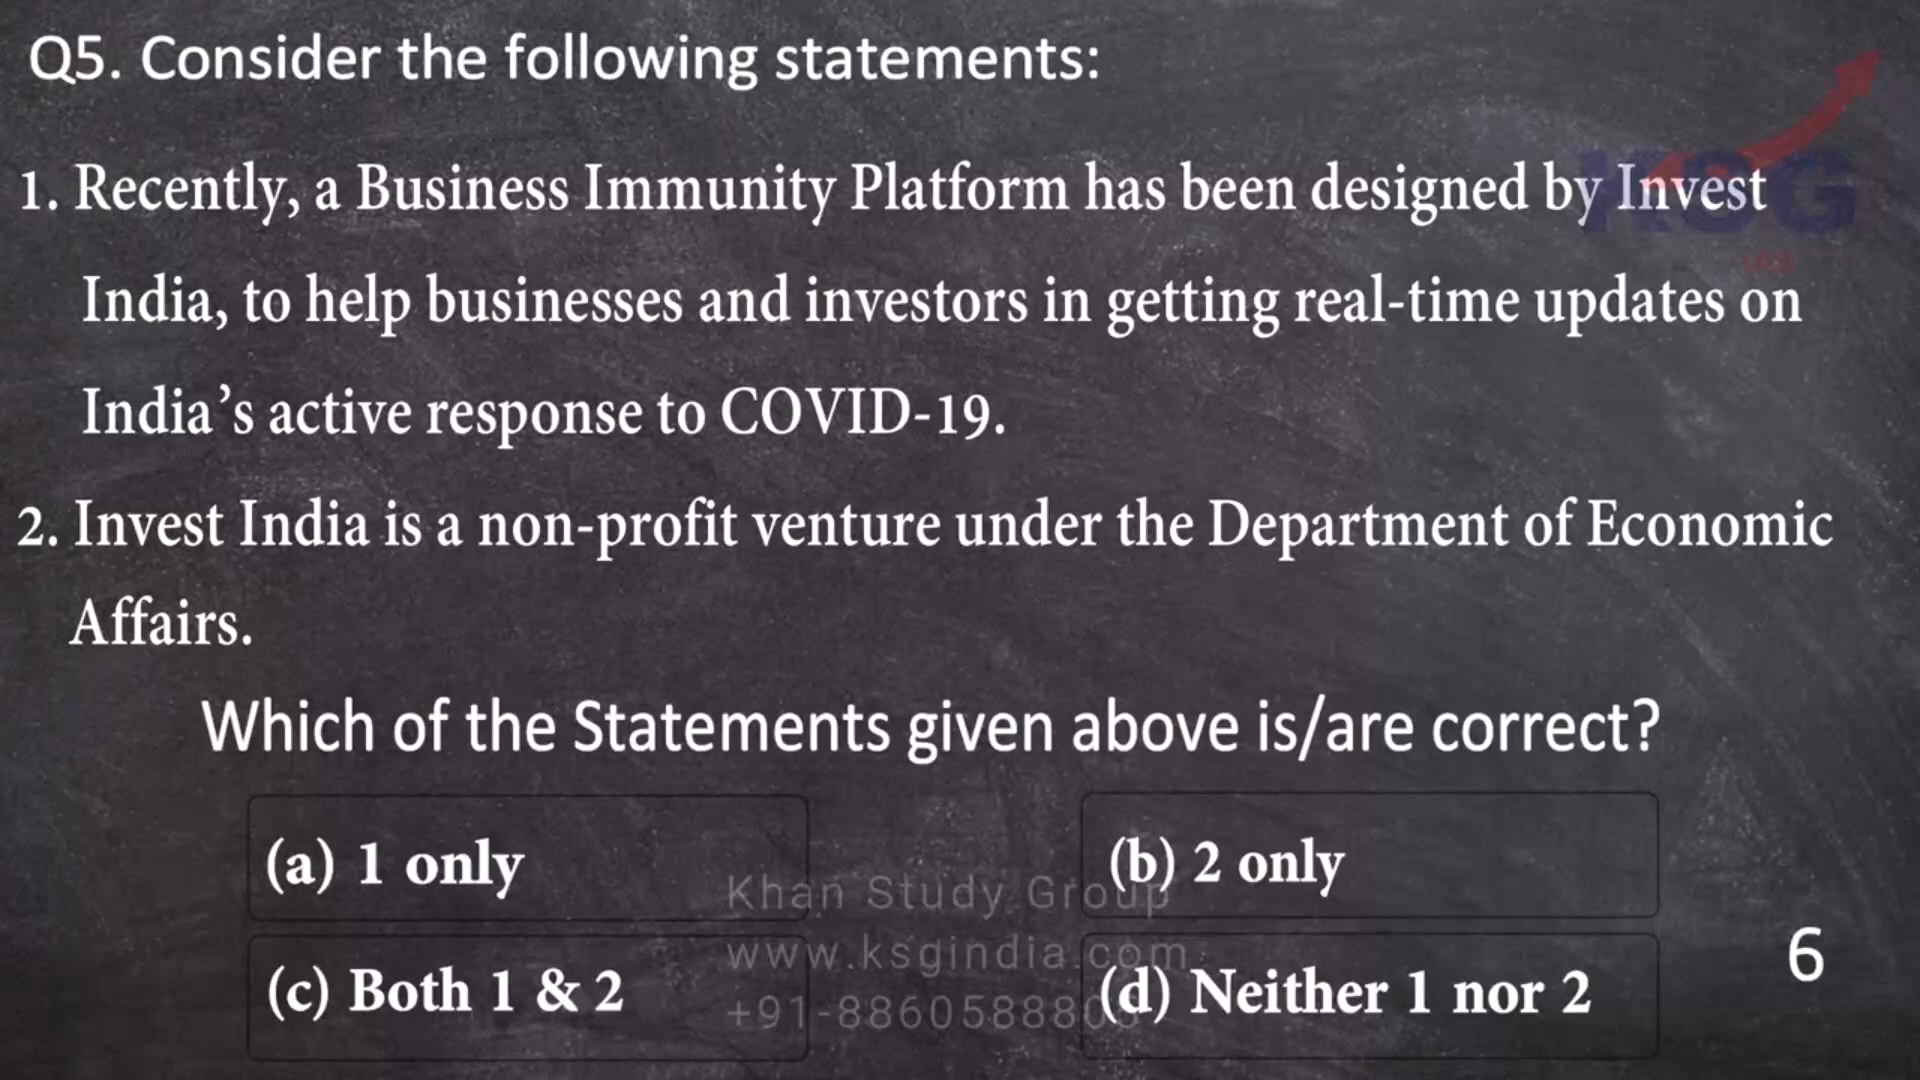 Q5. Consider the following statements:
1. Recently, a Business Immunity Platform has been designed by Invest
India, to help businesses and investors in getting real-time updates on
India's active response to COVID-19.
2. Invest India is a non-profit venture under the Department of Economic
Affairs.
Which of the Statements given above is/are correct?
(a) 1 only
(b) 2 only
(c) Both 1 & 2
(d) Neither 1 nor 2
6
KSG
IAS
Khan Study Group
www.ksgindia.com